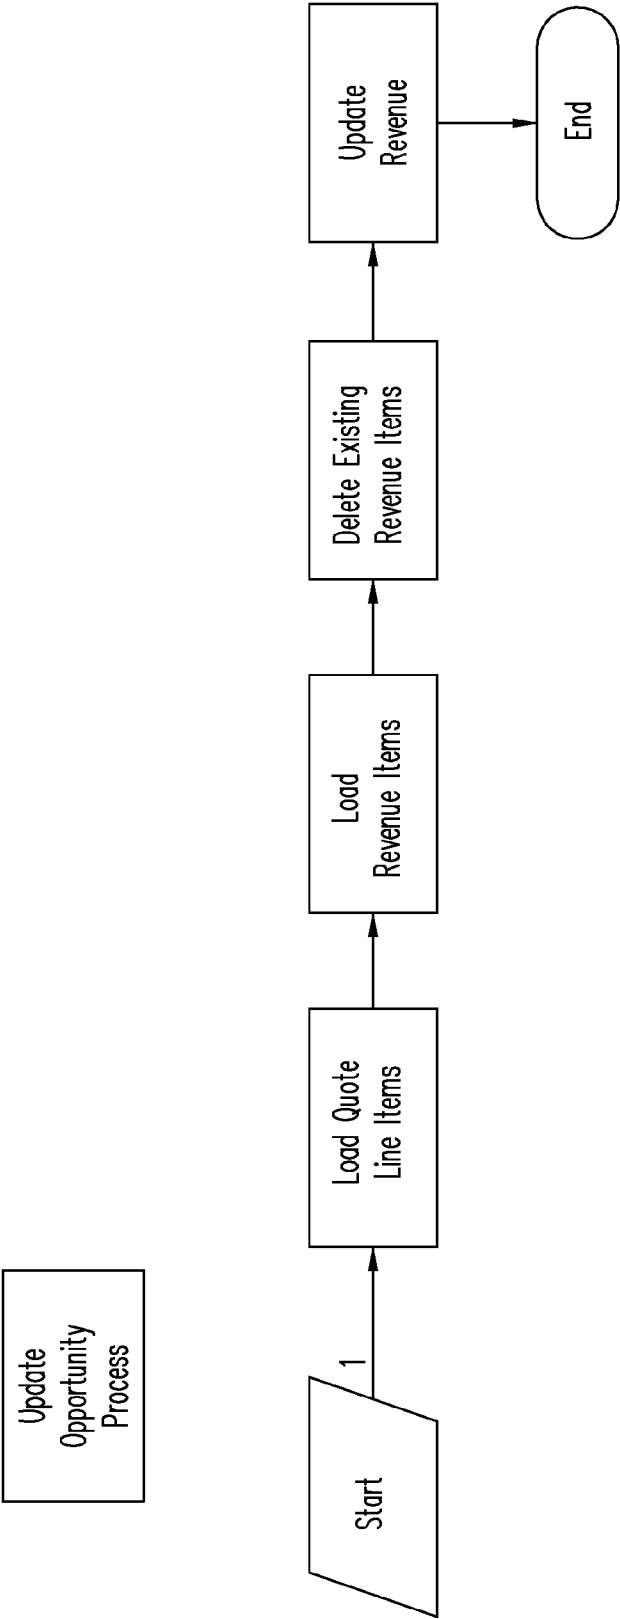 Update
Opportunity
Process
Start
1
Load Quote
Line Items
Load
Revenue Items
Delete Existing
Revenue Items
Update
Revenue
End